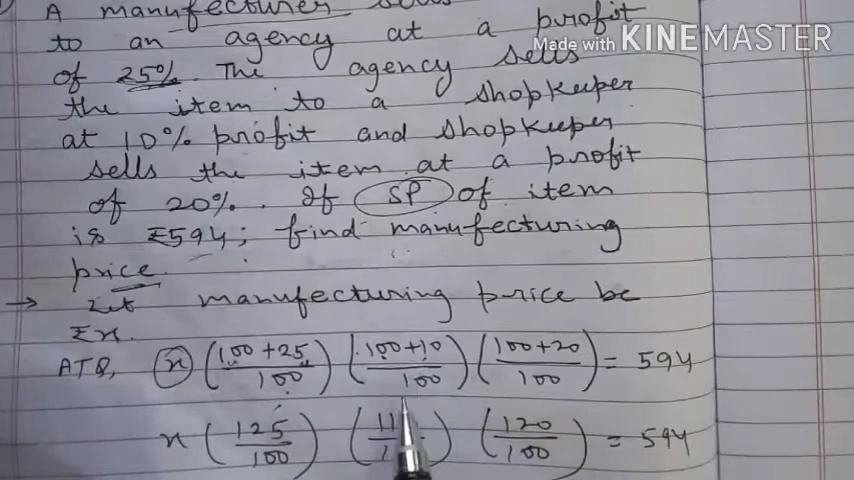 A manufecturer sells
to an agency at a profit
Made with KINEMASTER
of 25%. The agency sells
the item to a shopkeeper
at 10% profit and shopkeeper
sells the item at a profit
of 20%. If SP of item
is ₹594; find manufecturing
price.
→ Let manufecturing price be
₹x.
ATQ, x (100+25/100) (100+10/100) (100+20/100) = 594
x (125/100) (11/1) (120/100) = 594